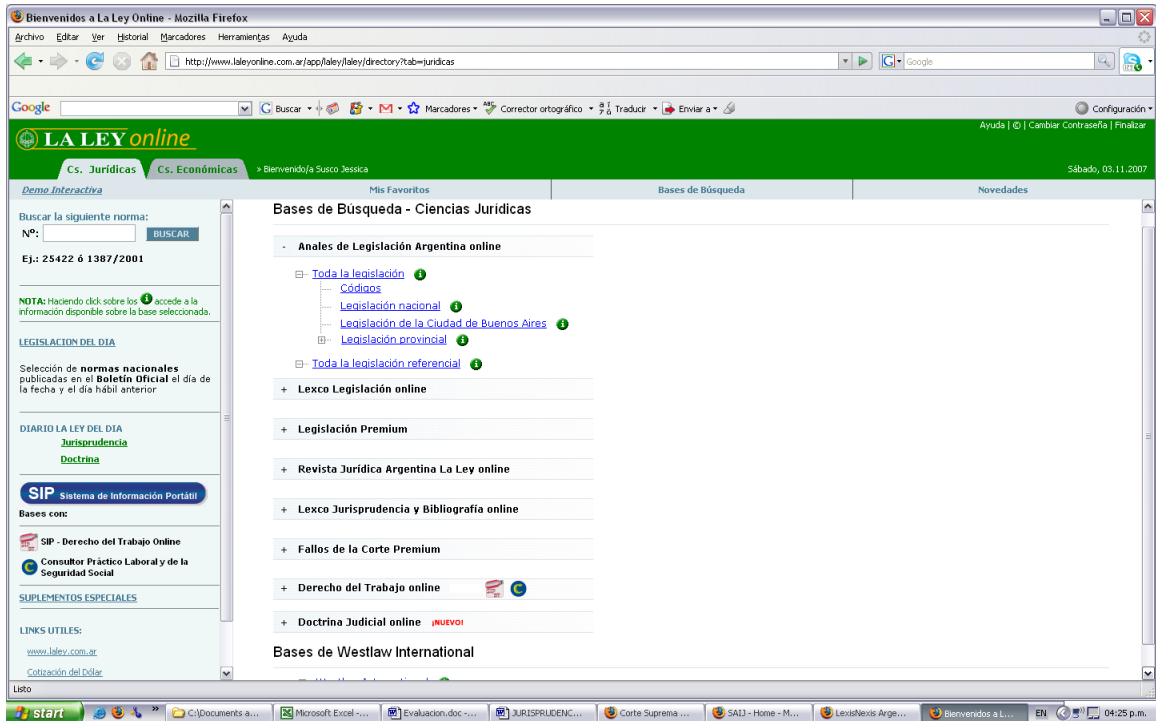 Bienvenidos a La Ley Online - Mozilla Firefox
Archivo Editar Ver Historial Marcadores Herramientas Ayuda
http://www.laleyonline.com.ar/app/laley/laley/directory?tab=juridicas
G Google
Google
G Buscar Marcadores Corrector ortográfico Traducir Enviar a Configuración
Ayuda | © | Cambiar Contraseña | Finalizar
LA LEY online
Cs. Jurídicas Cs. Económicas » Bienvenido/a Susco Jessica Sábado, 03.11.2007
Demo Interactiva Mis Favoritos Bases de Búsqueda Novedades
Buscar la siguiente norma:
Nº: BUSCAR
Ej.: 25422 ó 1387/2001
NOTA: Haciendo click sobre los i accede a la
información disponible sobre la base seleccionada.
LEGISLACION DEL DIA
Selección de normas nacionales
publicadas en el Boletín Oficial el día de
la fecha y el día hábil anterior
DIARIO LA LEY DEL DIA
Jurisprudencia
Doctrina
SIP Sistema de Información Portátil
Bases con:
SIP - Derecho del Trabajo Online
C Consultor Práctico Laboral y de la
Seguridad Social
SUPLEMENTOS ESPECIALES
LINKS UTILES:
www.laley.com.ar
Cotización del Dólar
Bases de Búsqueda - Ciencias Jurídicas
- Anales de Legislación Argentina online
Toda la legislación i
Códigos
Legislación nacional i
Legislación de la Ciudad de Buenos Aires i
Legislación provincial i
Toda la legislación referencial i
+ Lexco Legislación online
+ Legislación Premium
+ Revista Jurídica Argentina La Ley online
+ Lexco Jurisprudencia y Bibliografía online
+ Fallos de la Corte Premium
+ Derecho del Trabajo online C
+ Doctrina Judicial online ¡NUEVO!
Bases de Westlaw International
Listo
start » C:\Documents a... Microsoft Excel -... Evaluacion.doc -... JURISPRUDENC... Corte Suprema ... SAIJ - Home - M... LexisNexis Arge... Bienvenidos a L... EN 04:25 p.m.